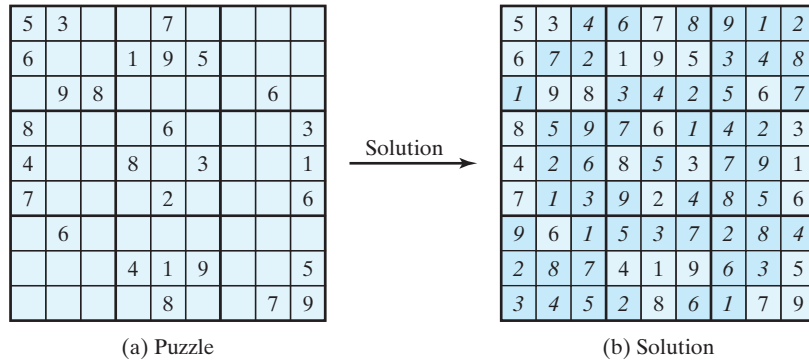 5 3 7
6 1 9 5
9 8 6
8 6 3
4 8 3 1
7 2 6
6
4 1 9 5
8 7 9
(a) Puzzle
Solution
5 3 4 6 7 8 9 1 2
6 7 2 1 9 5 3 4 8
1 9 8 3 4 2 5 6 7
8 5 9 7 6 1 4 2 3
4 2 6 8 5 3 7 9 1
7 1 3 9 2 4 8 5 6
9 6 1 5 3 7 2 8 4
2 8 7 4 1 9 6 3 5
3 4 5 2 8 6 1 7 9
(b) Solution